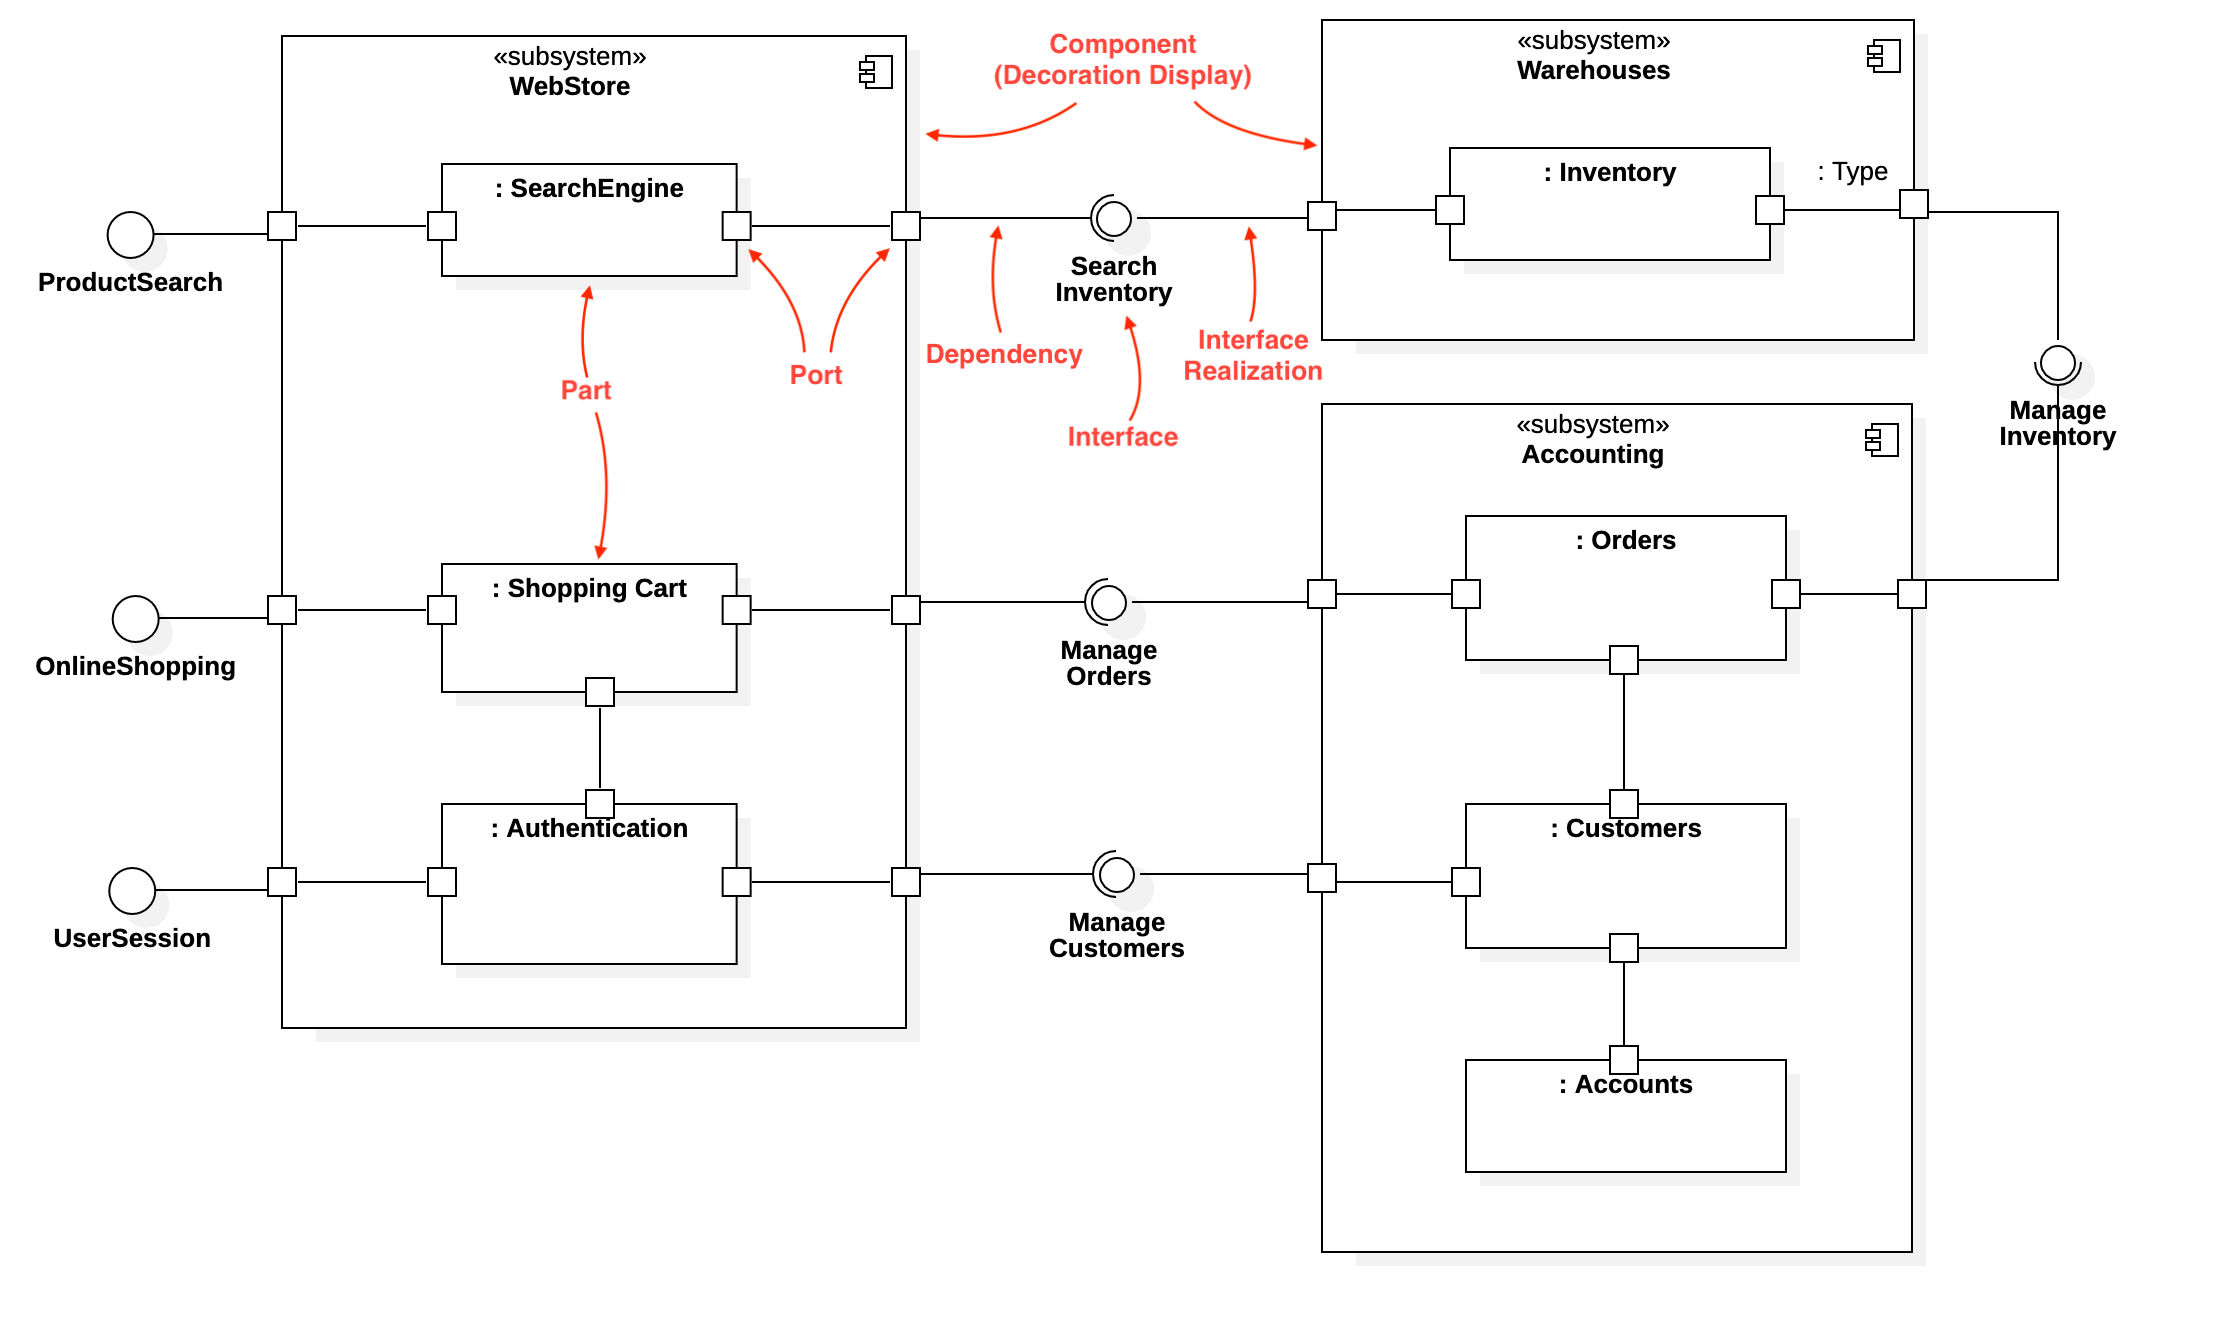 «subsystem»
WebStore
Component
(Decoration Display)
«subsystem»
Warehouses
: SearchEngine
: Inventory
: Type
ProductSearch
Search
Inventory
Dependency
Interface
Realization
Port
Part
Interface
Manage
Inventory
«subsystem»
Accounting
: Orders
: Shopping Cart
OnlineShopping
Manage
Orders
: Authentication
: Customers
UserSession
Manage
Customers
: Accounts